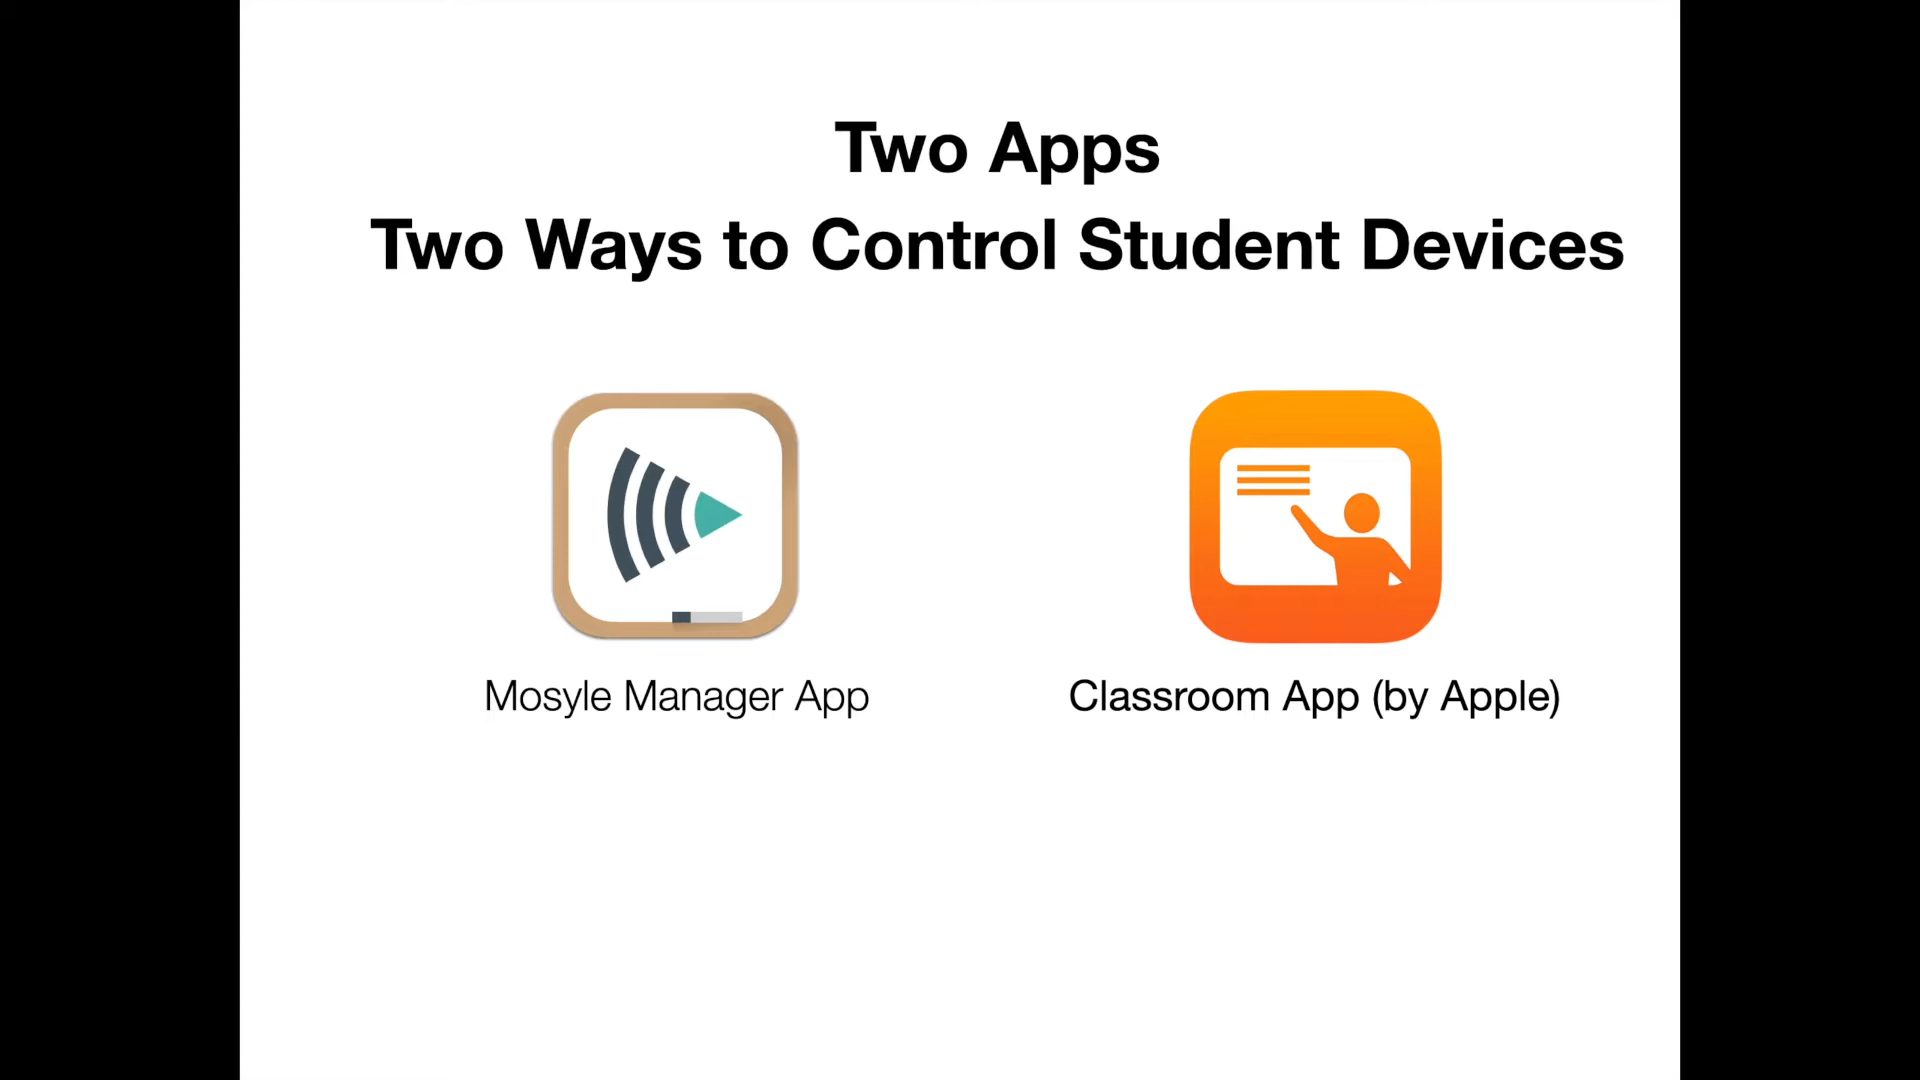 Two Apps
Two Ways to Control Student Devices
Mosyle Manager App
Classroom App (by Apple)